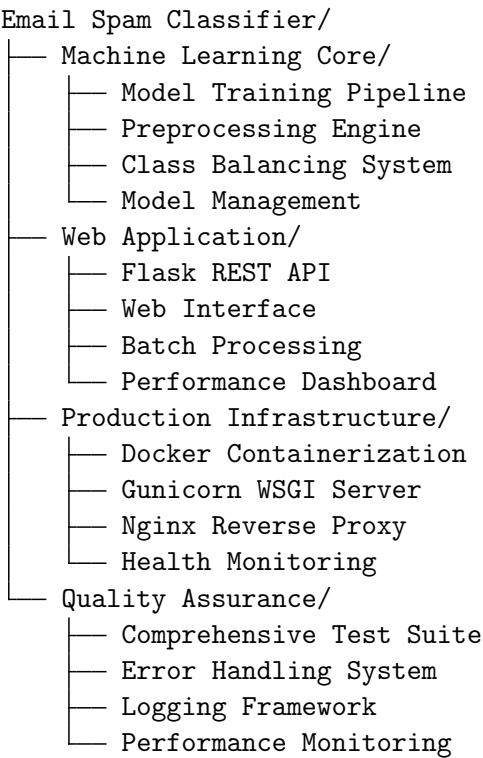 Email Spam Classifier/
├── Machine Learning Core/
│   ├── Model Training Pipeline
│   ├── Preprocessing Engine
│   ├── Class Balancing System
│   └── Model Management
├── Web Application/
│   ├── Flask REST API
│   ├── Web Interface
│   ├── Batch Processing
│   └── Performance Dashboard
├── Production Infrastructure/
│   ├── Docker Containerization
│   ├── Gunicorn WSGI Server
│   ├── Nginx Reverse Proxy
│   └── Health Monitoring
└── Quality Assurance/
    ├── Comprehensive Test Suite
    ├── Error Handling System
    ├── Logging Framework
    └── Performance Monitoring